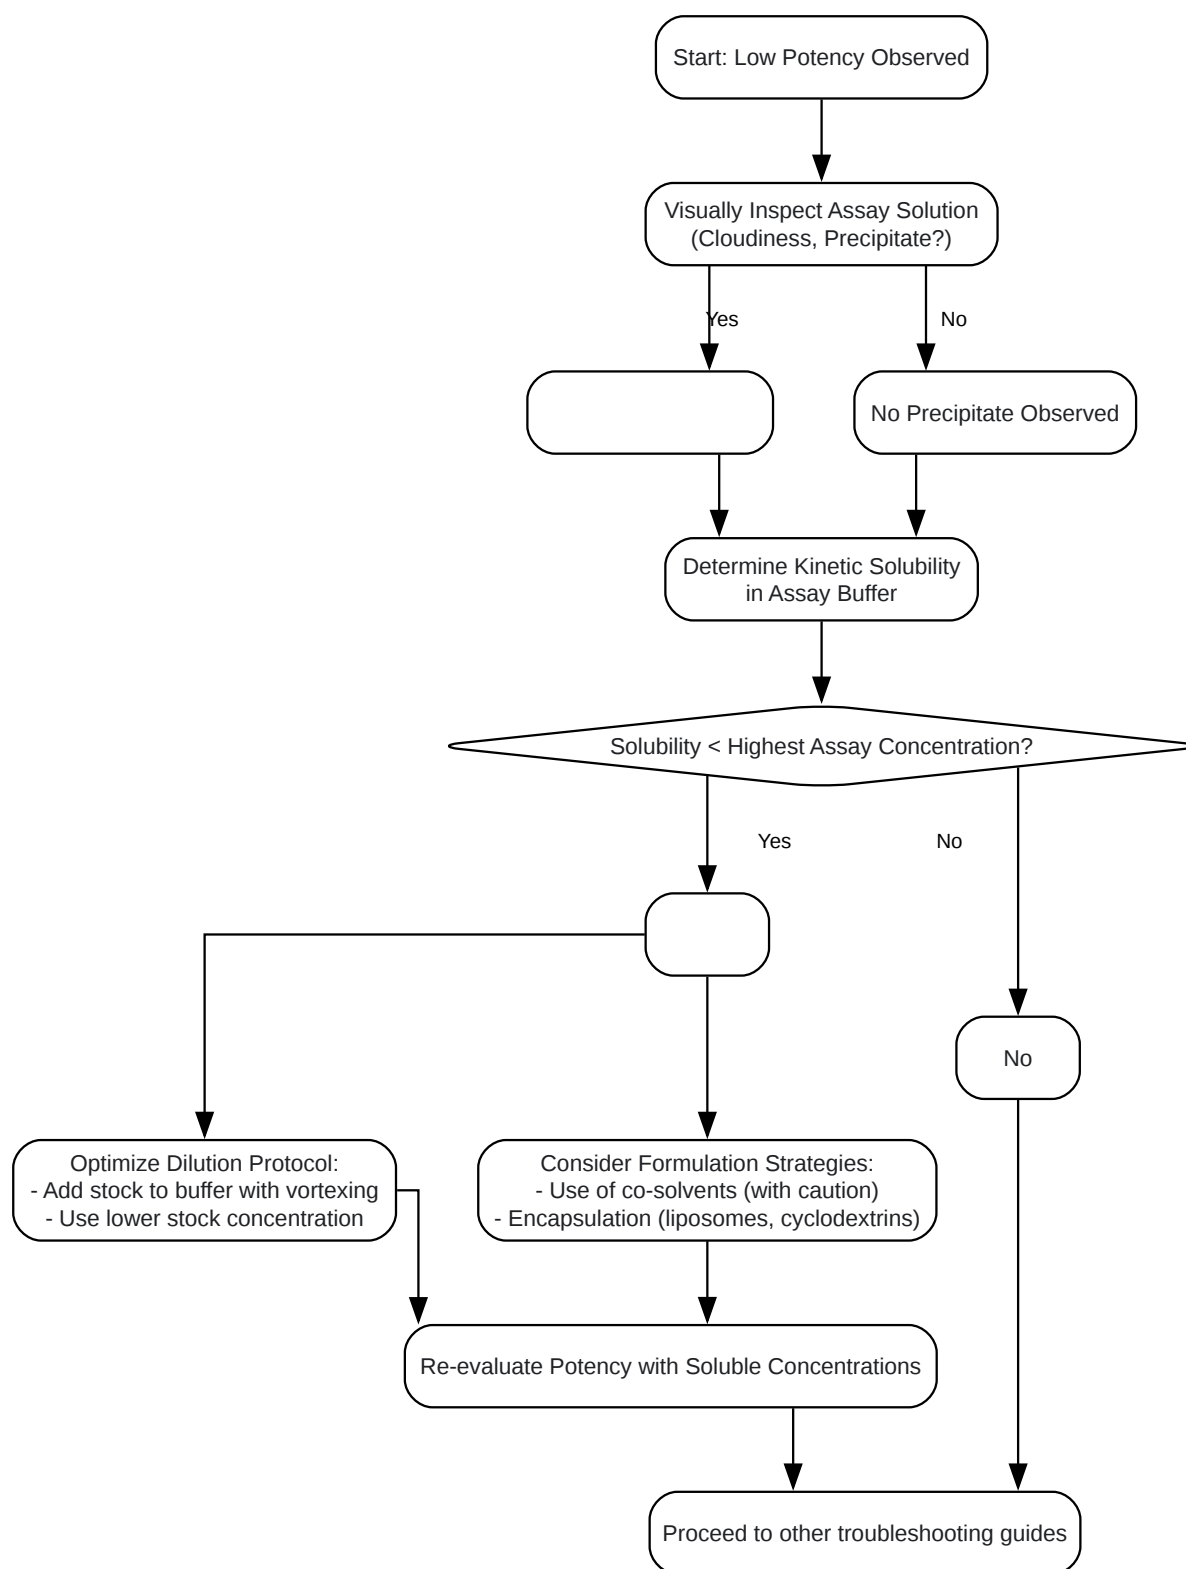 Start: Low Potency Observed
Visually Inspect Assay Solution
(Cloudiness, Precipitate?)
Yes
No
No Precipitate Observed
Determine Kinetic Solubility
in Assay Buffer
Solubility < Highest Assay Concentration?
Yes
No
No
Optimize Dilution Protocol:
- Add stock to buffer with vortexing
- Use lower stock concentration
Consider Formulation Strategies:
- Use of co-solvents (with caution)
- Encapsulation (liposomes, cyclodextrins)
Re-evaluate Potency with Soluble Concentrations
Proceed to other troubleshooting guides